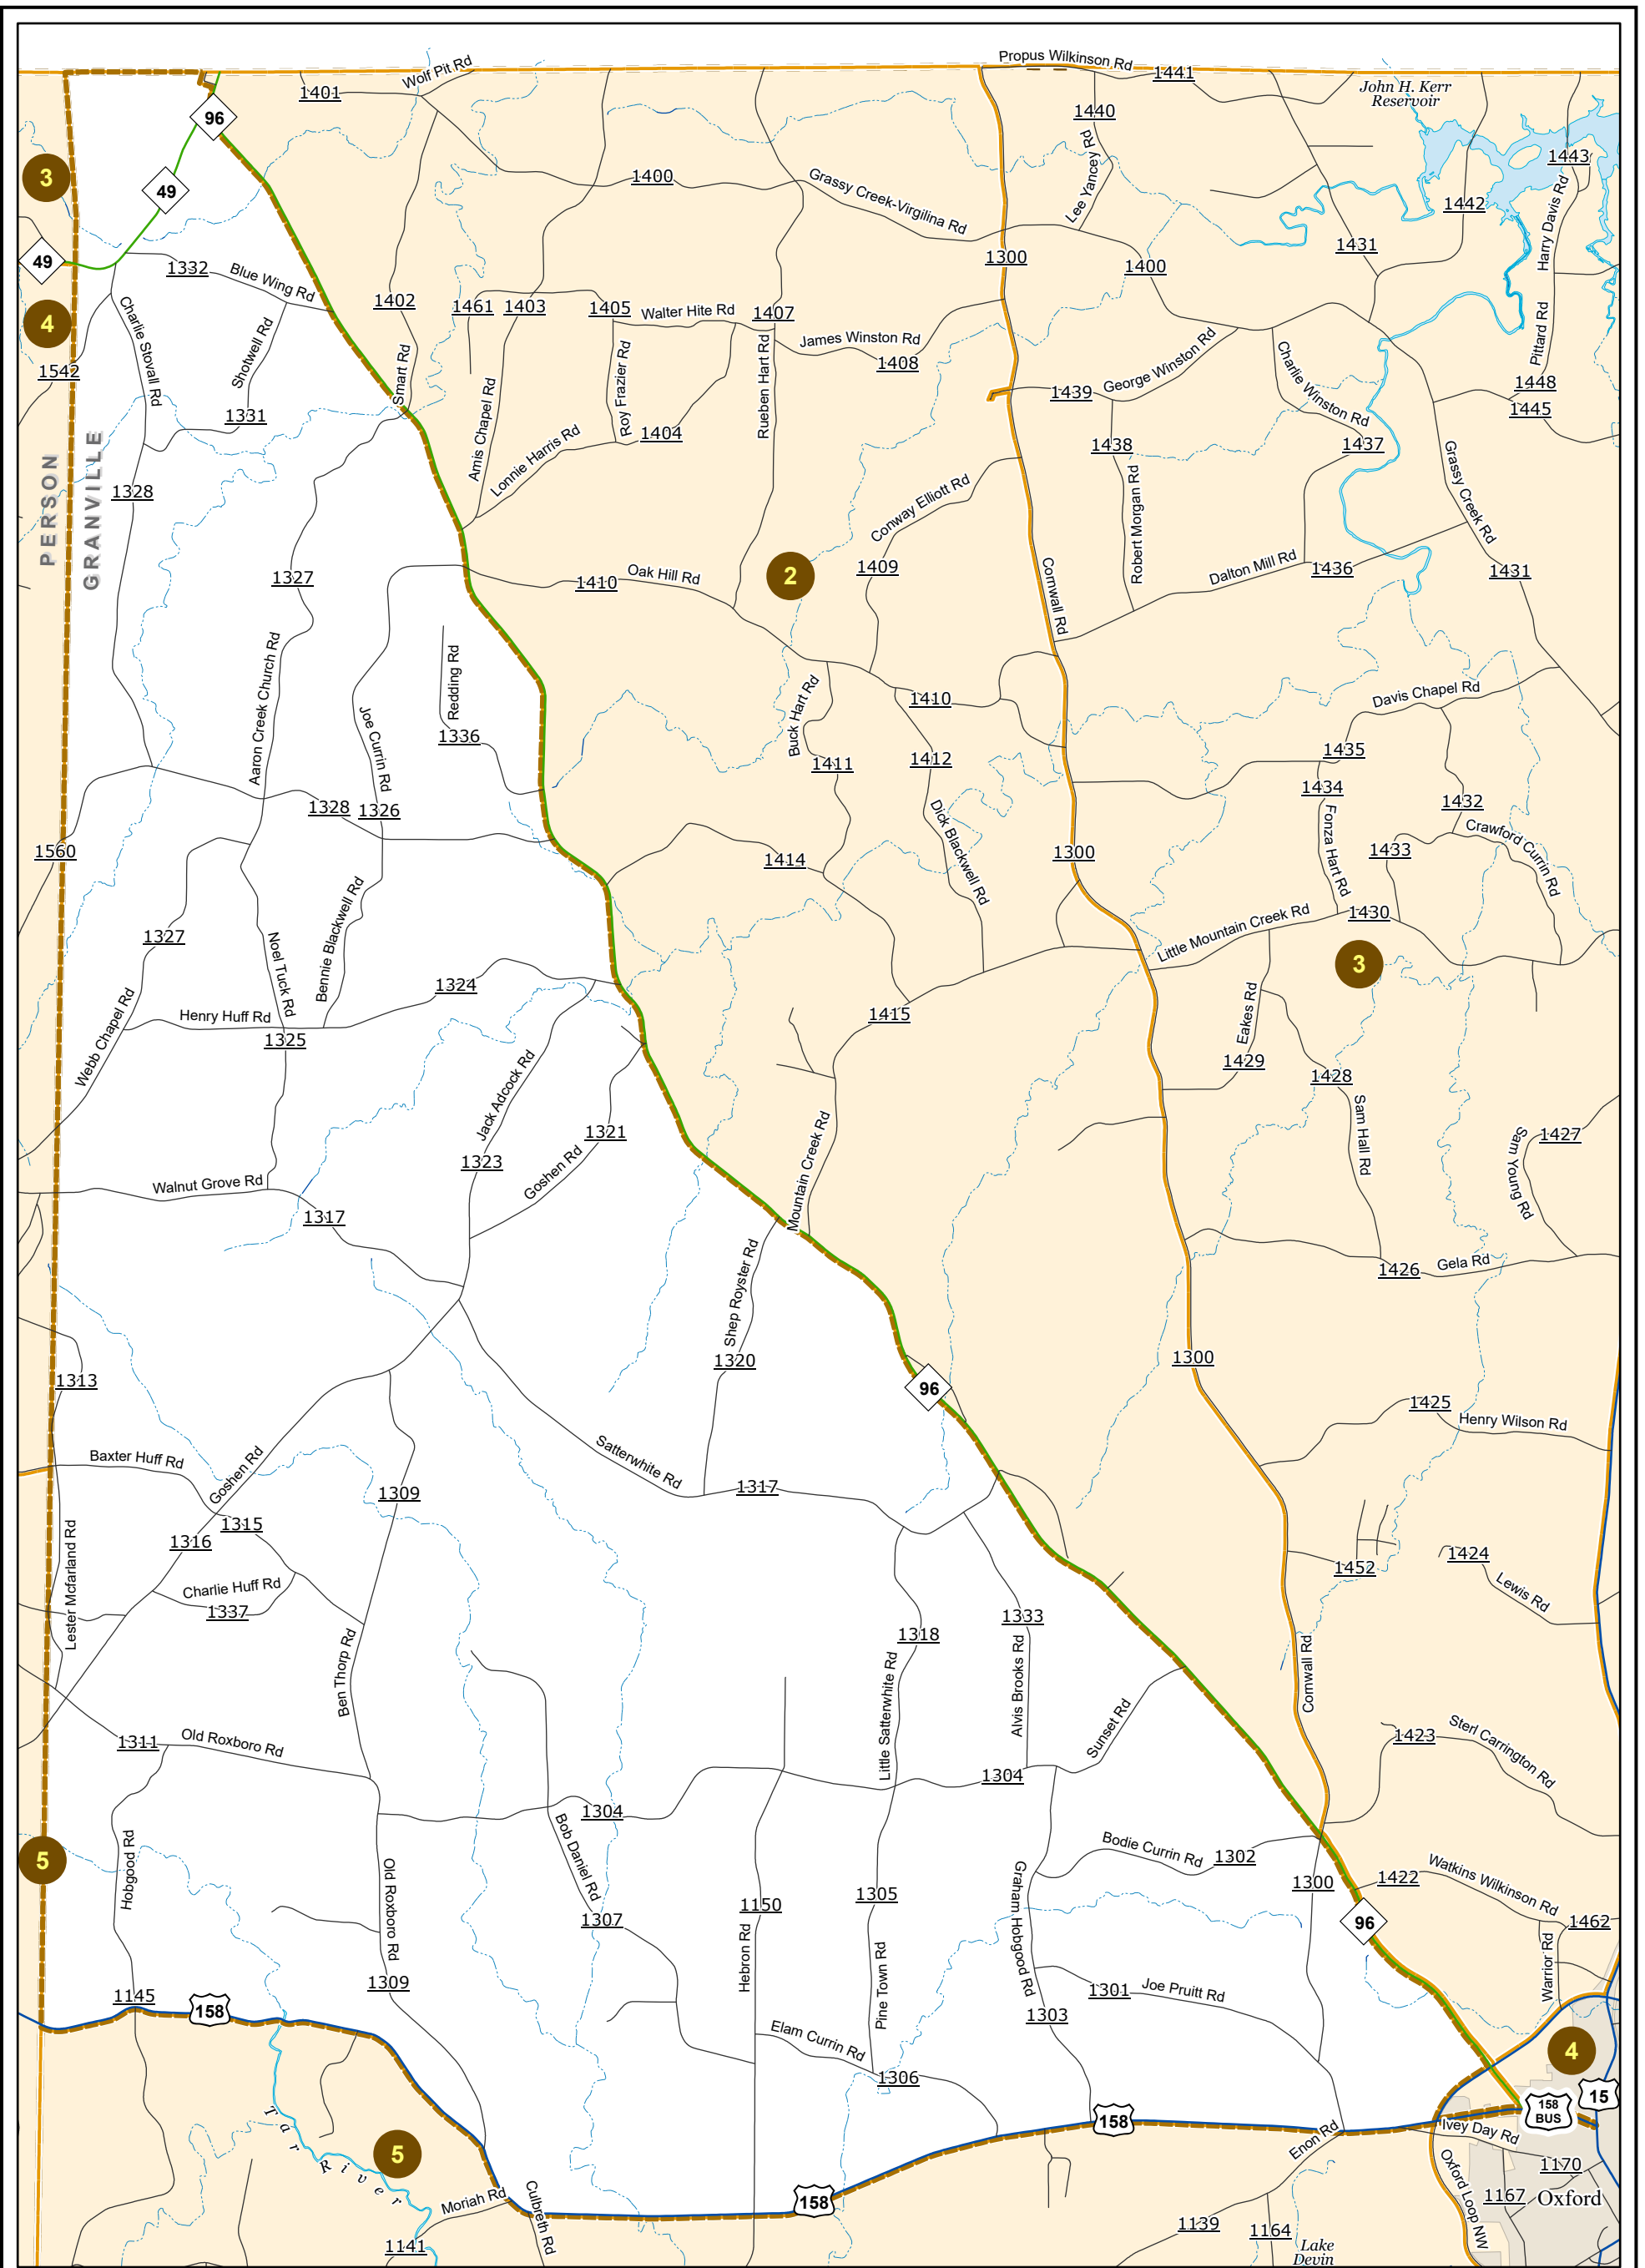 Propus Wilkinson Rd
1441
Wolf Pit Rd
1401
John H. Kerr
Reservoir
96
1440
Lee Yancey Rd
1443
3
49
1400
Grassy Creek-Virgilina Rd
1442
Harry Davis Rd
49
1332
Blue Wing Rd
1300
1400
1431
4
Charlie Stovall Rd
Shotwell Rd
1402
1461
1403
1405
Walter Hite Rd
1407
James Winston Rd
1408
George Winston Rd
Charlie Winston Rd
Pittard Rd
1542
1331
Smart Rd
Amis Chapel Rd
Roy Frazier Rd
Rueben Hart Rd
1439
1448
1445
Lonnie Harris Rd
1404
1438
1437
PERSON
GRANVILLE
1328
Conway Elliott Rd
Robert Morgan Rd
Grassy Creek Rd
1327
1410
Oak Hill Rd
2
1409
Cornwall Rd
Dalton Mill Rd
1436
1431
Aaron Creek Church Rd
Joe Currin Rd
Redding Rd
1336
Buck Hart Rd
1410
Davis Chapel Rd
1411
1412
1435
1434
1328
1326
Dick Blackwell Rd
Fonza Hart Rd
1432
Crawford Currin Rd
1560
1414
1300
1433
1327
Noel Tuck Rd
Bennie Blackwell Rd
Little Mountain Creek Rd
1430
3
1324
Webb Chapel Rd
Henry Huff Rd
1325
1415
Eakes Rd
1429
1428
Jack Adcock Rd
1321
Mountain Creek Rd
Sam Hall Rd
1427
Sam Young Rd
1323
Goshen Rd
Walnut Grove Rd
1317
Shep Royster Rd
1426
Gela Rd
1320
1300
1313
96
1425
Henry Wilson Rd
Baxter Huff Rd
Goshen Rd
1309
Satterwhite Rd
1317
1315
1316
Lester Mcfarland Rd
1452
1424
Lewis Rd
Charlie Huff Rd
1337
1318
1333
Ben Thorp Rd
Little Satterwhite Rd
Alvis Brooks Rd
Cornwall Rd
1311
Old Roxboro Rd
Sunset Rd
1423
Sterl Carrington Rd
1304
1304
5
Hobgood Rd
Bob Daniel Rd
Bodie Currin Rd
1302
Old Roxboro Rd
1307
1150
1305
Graham Hobgood Rd
1300
1422
Watkins Wilkinson Rd
96
1462
1309
Hebron Rd
Pine Town Rd
1301
Joe Pruitt Rd
Warrior Rd
1145
158
1303
Elam Currin Rd
1306
4
15
158
BUS
158
Tar River
5
Enon Rd
Ivey Day Rd
1170
Moriah Rd
Culbreth Rd
158
Oxford Loop NW
1167
Oxford
1141
1139
1164
Lake
Devin